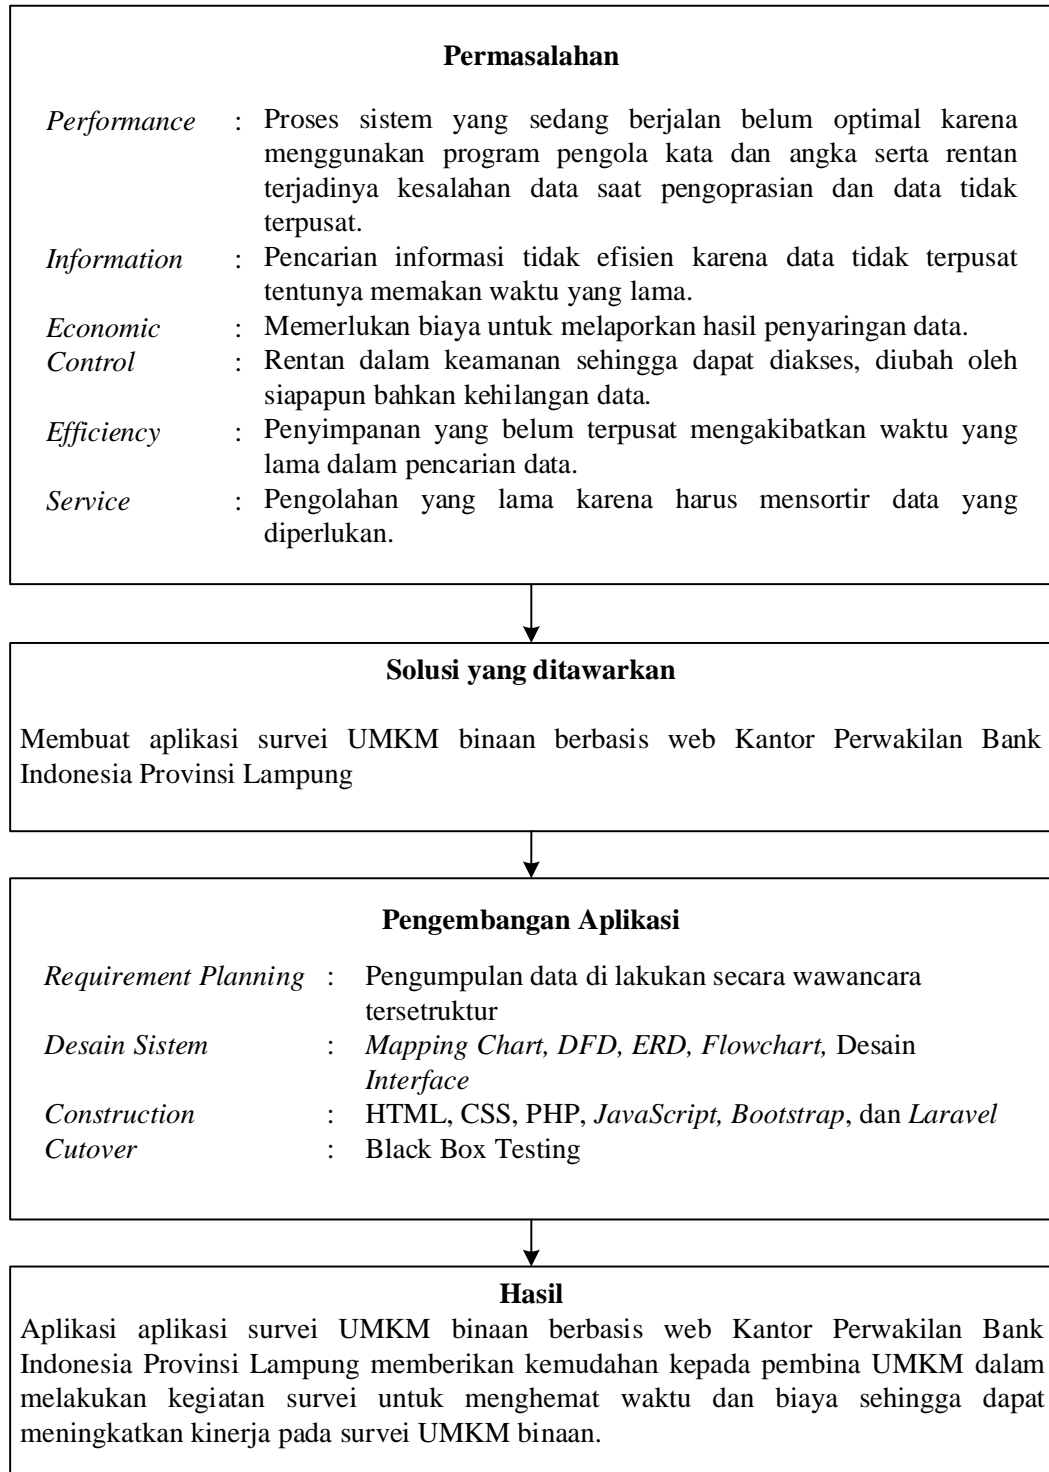 Permasalahan
Performance : Proses sistem yang sedang berjalan belum optimal karena
menggunakan program pengola kata dan angka serta rentan
terjadinya kesalahan data saat pengoprasian dan data tidak
terpusat.
Information : Pencarian informasi tidak efisien karena data tidak terpusat
tentunya memakan waktu yang lama.
Economic : Memerlukan biaya untuk melaporkan hasil penyaringan data.
Control : Rentan dalam keamanan sehingga dapat diakses, diubah oleh
siapapun bahkan kehilangan data.
Efficiency : Penyimpanan yang belum terpusat mengakibatkan waktu yang
lama dalam pencarian data.
Service : Pengolahan yang lama karena harus mensortir data yang
diperlukan.
Solusi yang ditawarkan
Membuat aplikasi survei UMKM binaan berbasis web Kantor Perwakilan Bank
Indonesia Provinsi Lampung
Pengembangan Aplikasi
Requirement Planning : Pengumpulan data di lakukan secara wawancara
tersetruktur
Desain Sistem : Mapping Chart, DFD, ERD, Flowchart, Desain
Interface
Construction : HTML, CSS, PHP, JavaScript, Bootstrap, dan Laravel
Cutover : Black Box Testing
Hasil
Aplikasi aplikasi survei UMKM binaan berbasis web Kantor Perwakilan Bank
Indonesia Provinsi Lampung memberikan kemudahan kepada pembina UMKM dalam
melakukan kegiatan survei untuk menghemat waktu dan biaya sehingga dapat
meningkatkan kinerja pada survei UMKM binaan.